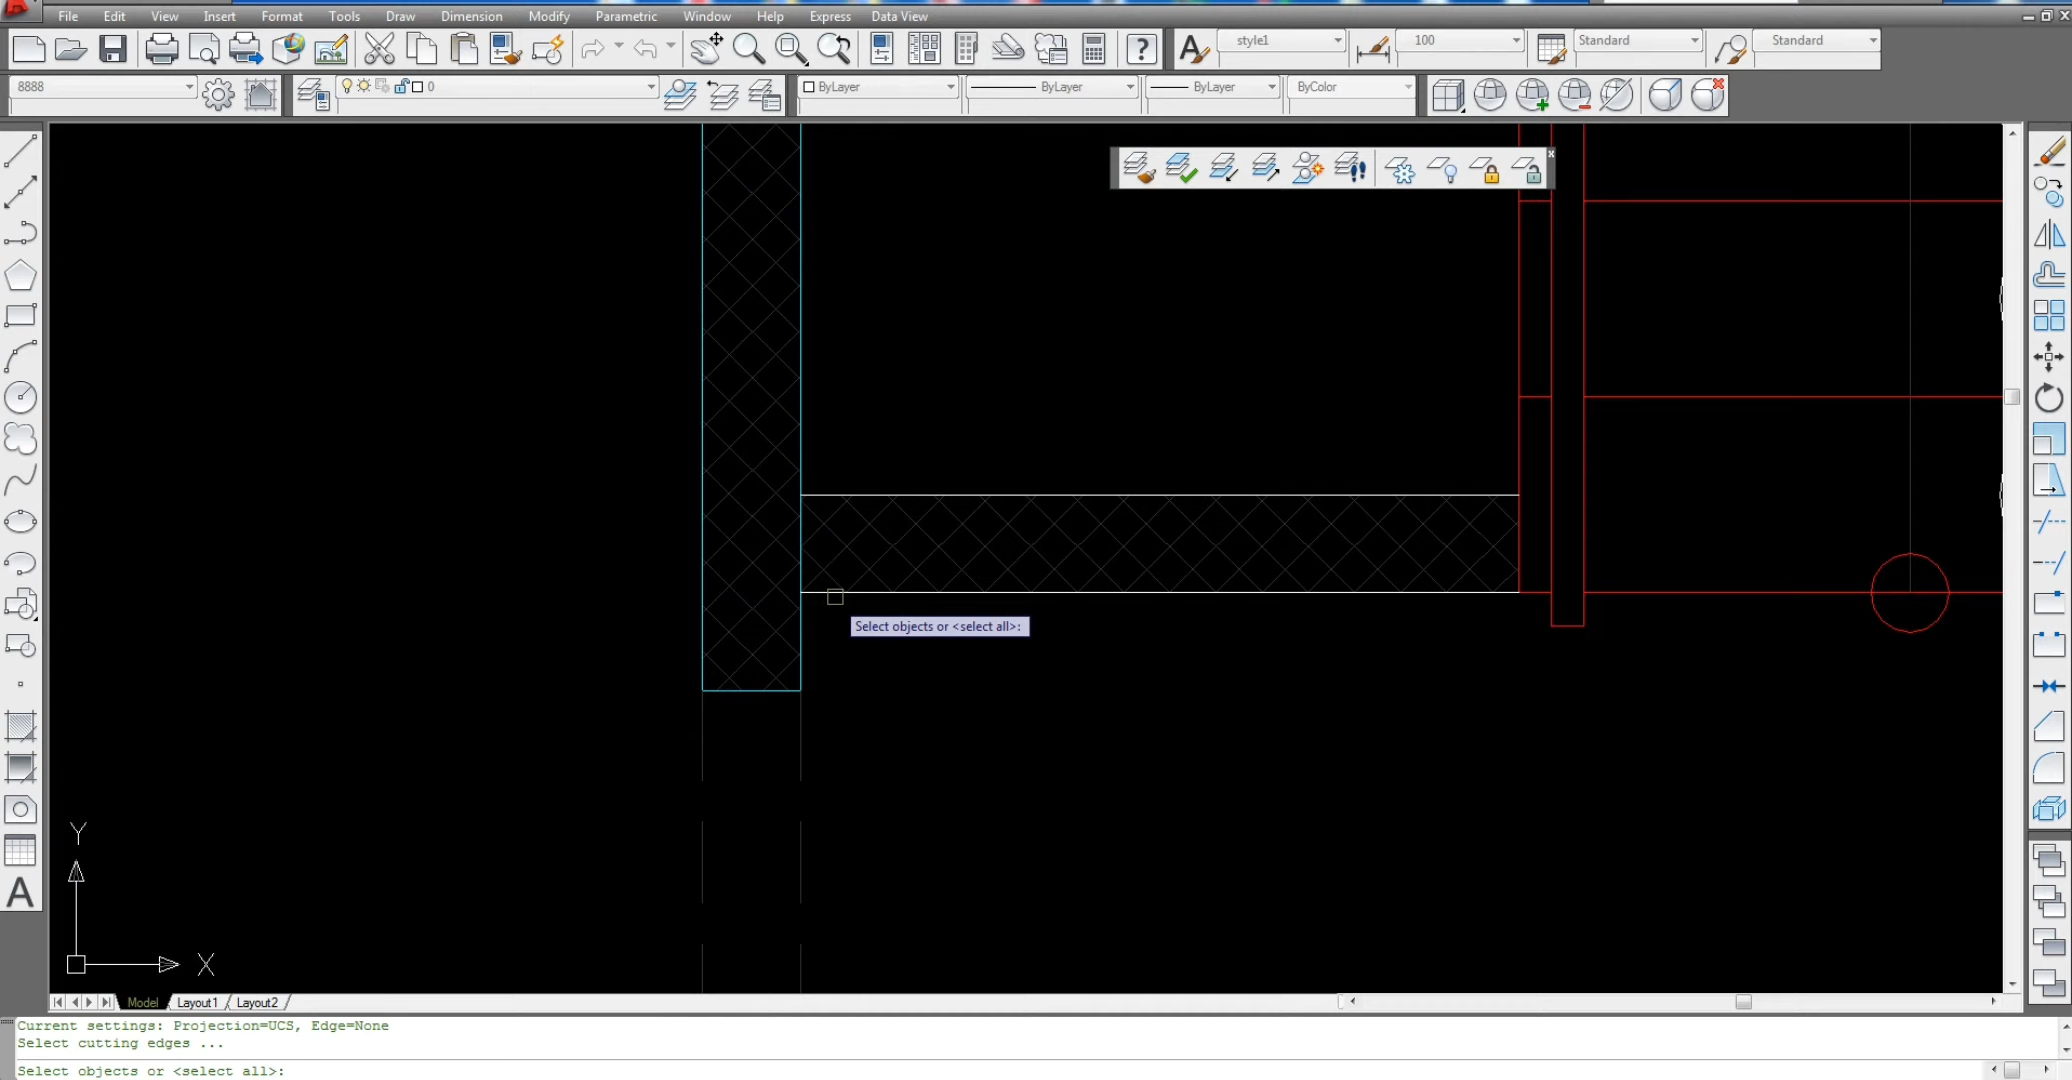 File Edit View Insert Format Tools Draw Dimension Modify Parametric Window Help Express Data View
A style1 100 Standard Standard
8888 0 ByLayer ByLayer ByLayer ByColor
Select objects or <select all>:
Y
A
X
Model Layout1 Layout2
Current settings: Projection=UCS, Edge=None
Select cutting edges ...
Select objects or <select all>: